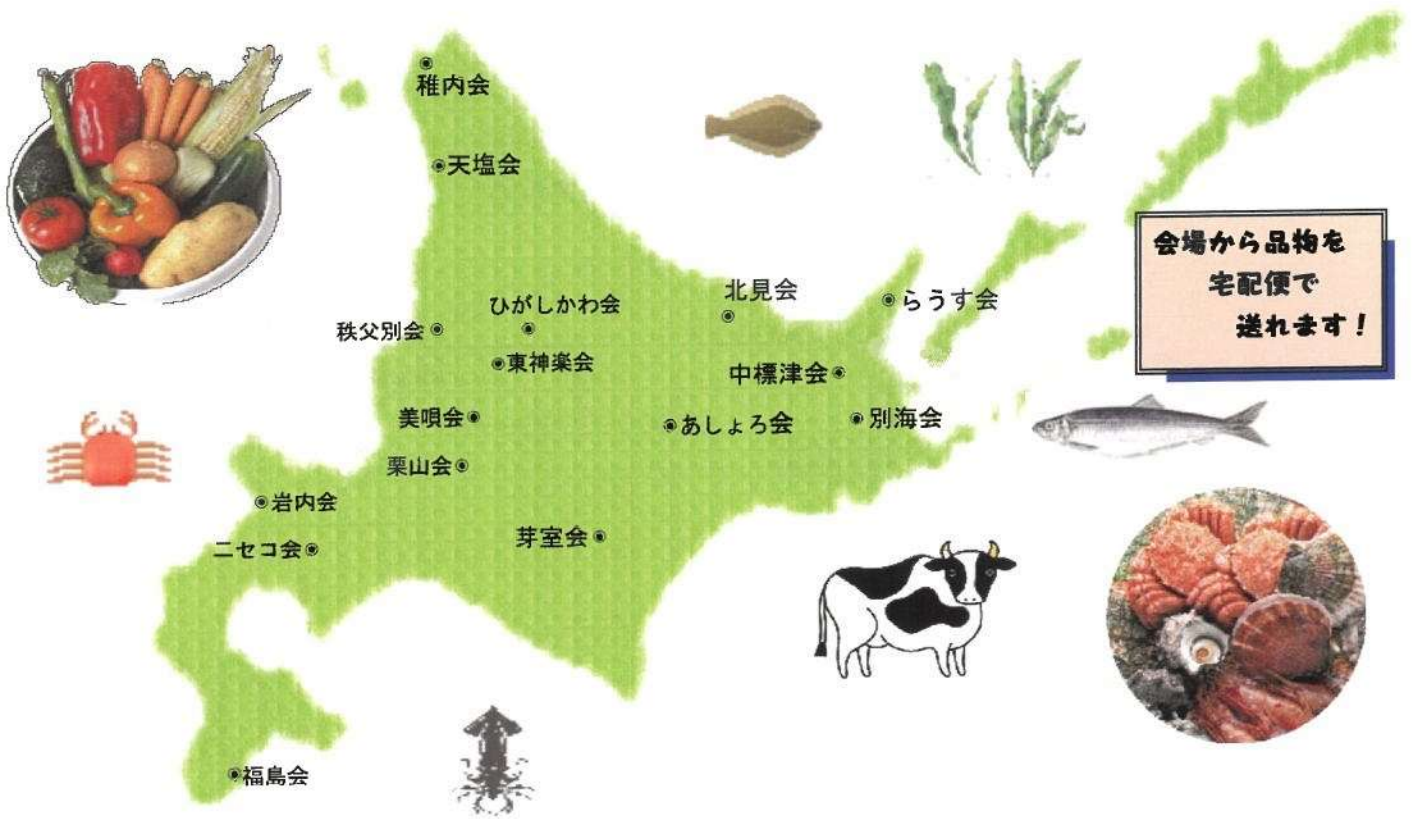 稚内会
天塩会
会場から品物を
宅配便で
送れます！
北見会
らうす会
ひがしかわ会
秩父別会
東神楽会
中標津会
美唄会
あしょろ会
別海会
栗山会
岩内会
芽室会
ニセコ会
福島会